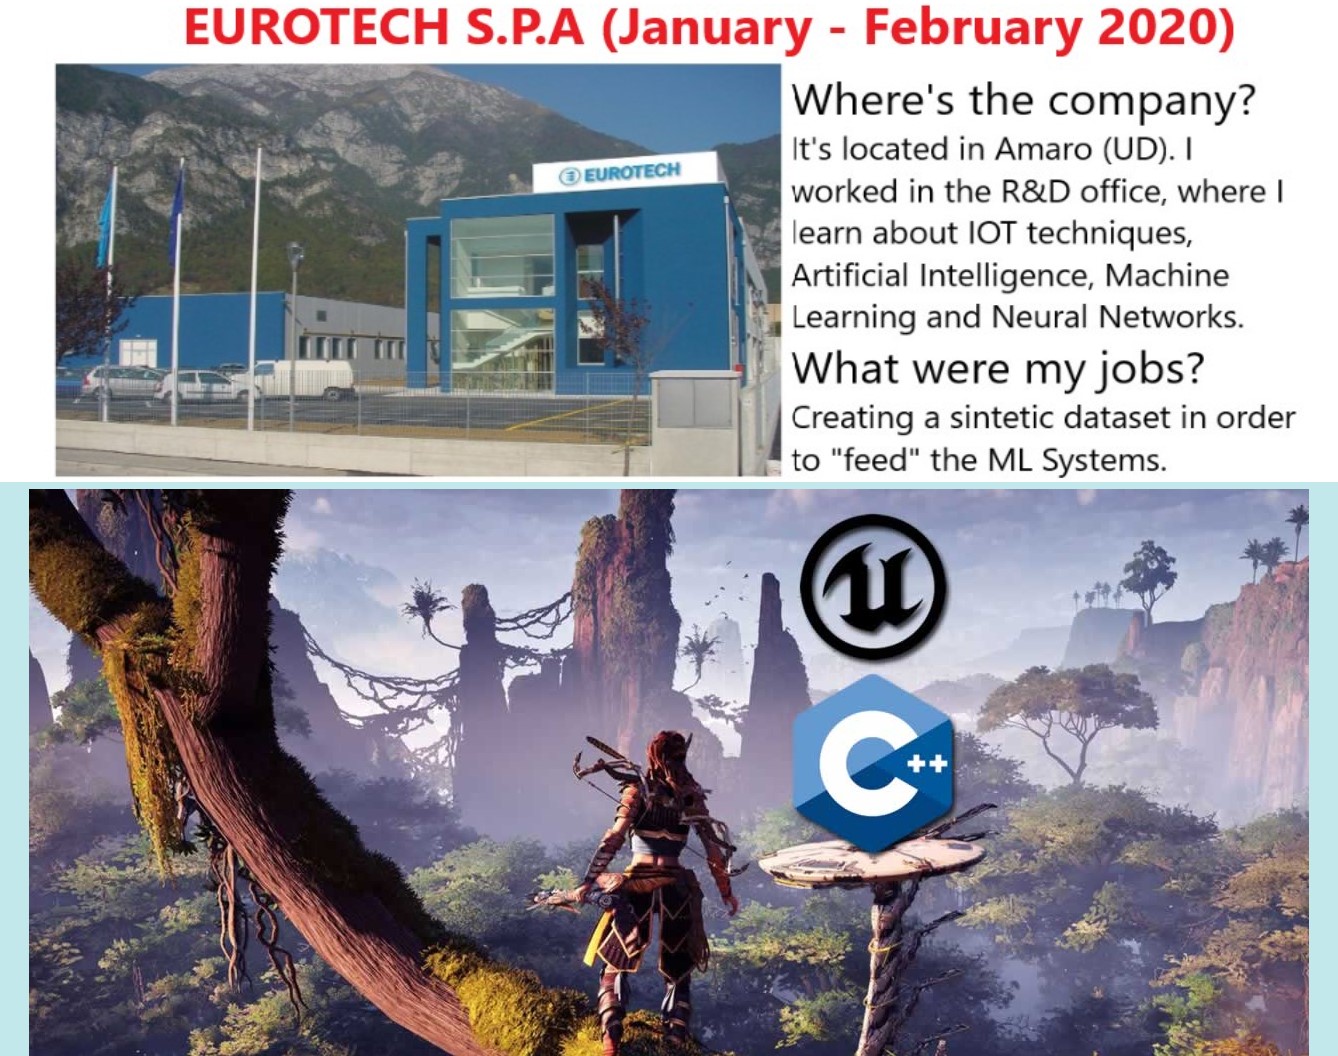 EUROTECH S.P.A (January - February 2020)
EUROTECH
Where's the company?
It's located in Amaro (UD). I
worked in the R&D office, where I
learn about IOT techniques,
Artificial Intelligence, Machine
Learning and Neural Networks.
What were my jobs?
Creating a sintetic dataset in order
to "feed" the ML Systems.
U
C++